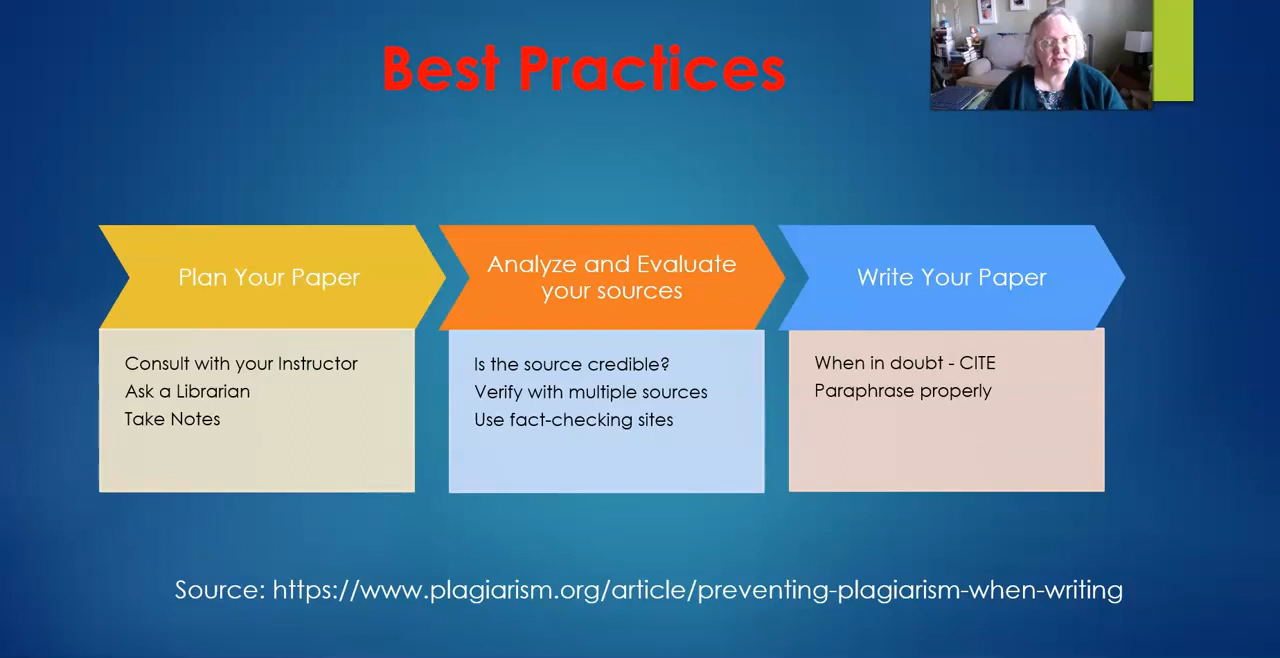 Best Practices
Plan Your Paper
Consult with your Instructor
Ask a Librarian
Take Notes
Analyze and Evaluate
your sources
Is the source credible?
Verify with multiple sources
Use fact-checking sites
Write Your Paper
When in doubt - CITE
Paraphrase properly
Source: https://www.plagiarism.org/article/preventing-plagiarism-when-writing